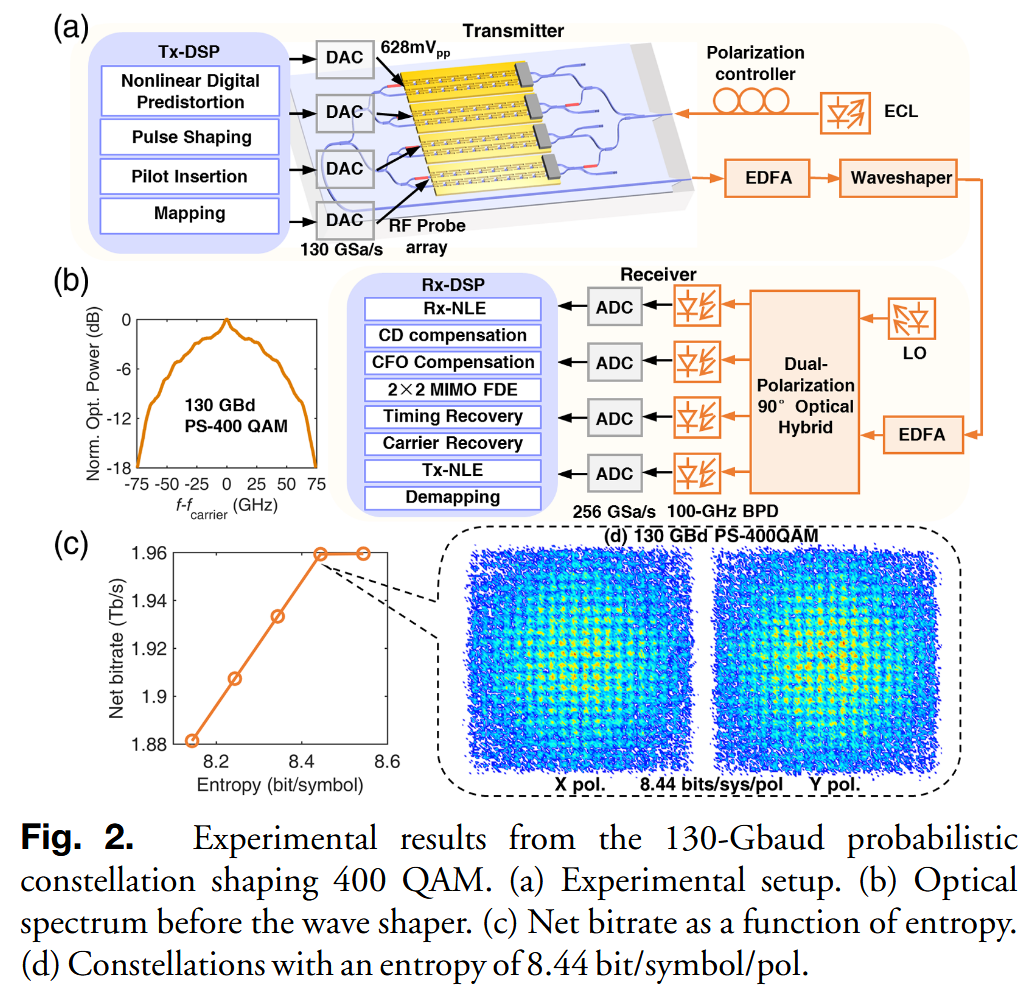 (a)
Transmitter
Tx-DSP
Nonlinear Digital
Predistortion
Pulse Shaping
Pilot Insertion
Mapping
DAC
DAC
DAC
DAC
130 GSa/s
628mVpp
RF Probe
array
Polarization
controller
ECL
EDFA
Waveshaper
(b)
Norm. Opt. Power (dB)
0
-6
-12
-18
130 GBd
PS-400 QAM
-75 -50 -25 0 25 50 75
f-fcarrier (GHz)
Receiver
Rx-DSP
Rx-NLE
CD compensation
CFO Compensation
2×2 MIMO FDE
Timing Recovery
Carrier Recovery
Tx-NLE
Demapping
ADC
ADC
ADC
ADC
256 GSa/s 100-GHz BPD
Dual-
Polarization
90° Optical
Hybrid
LO
EDFA
(c)
Net bitrate (Tb/s)
1.96
1.94
1.92
1.9
1.88
8.2 8.4 8.6
Entropy (bit/symbol)
(d) 130 GBd PS-400QAM
X pol. 8.44 bits/sys/pol Y pol.
Fig. 2. Experimental results from the 130-Gbaud probabilistic
constellation shaping 400 QAM. (a) Experimental setup. (b) Optical
spectrum before the wave shaper. (c) Net bitrate as a function of entropy.
(d) Constellations with an entropy of 8.44 bit/symbol/pol.